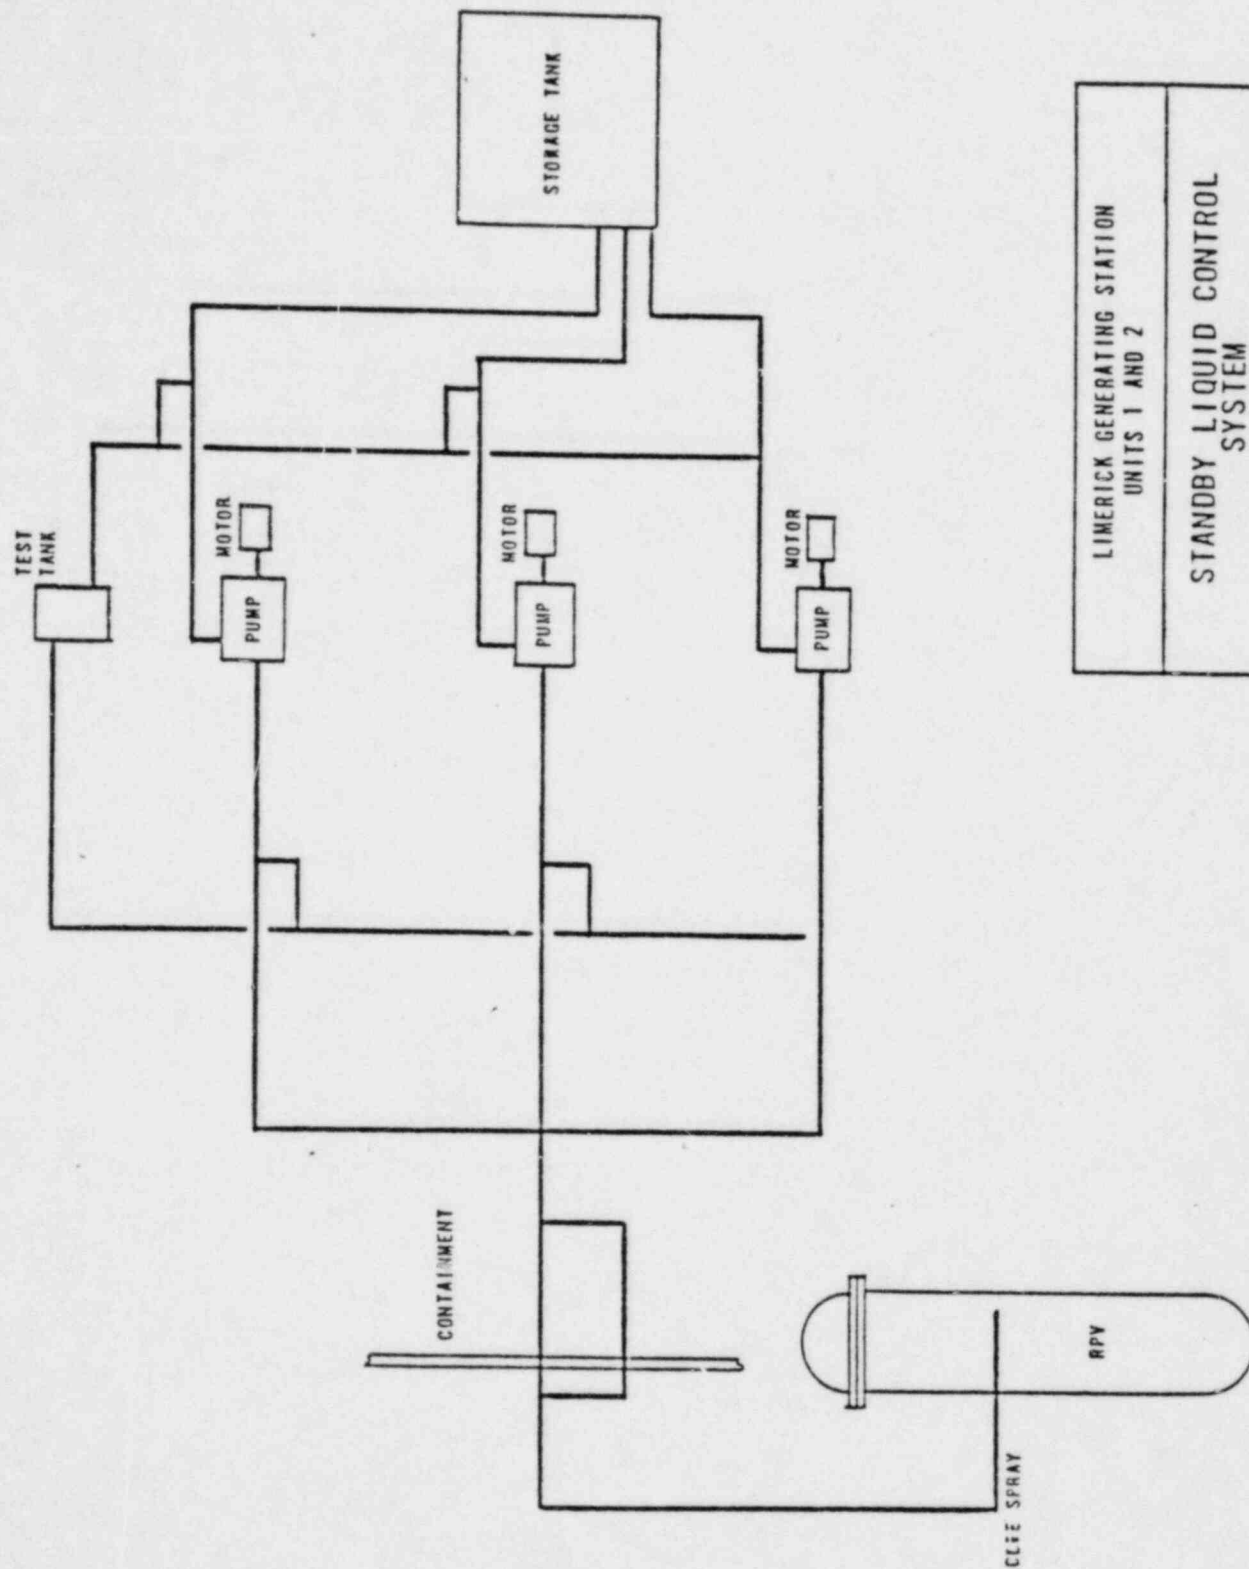 TEST
TANK
STORAGE TANK
MOTOR
PUMP
MOTOR
PUMP
MOTOR
PUMP
CONTAINMENT
RPV
SPRAY
LIMERICK GENERATING STATION
UNITS 1 AND 2
STANDBY LIQUID CONTROL
SYSTEM